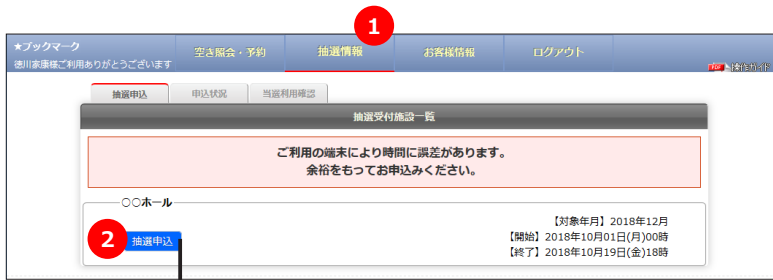 1
★ブックマーク
徳川家康様ご利用ありがとうございます
空き照会・予約 抽選情報 お客様情報 ログアウト
PDF 操作ガイド
抽選申込 申込状況 当選利用確認
抽選受付施設一覧
ご利用の端末により時間に誤差があります。
余裕をもってお申込みください。
○○ホール
2 抽選申込
【対象年月】2018年12月
【開始】2018年10月01日(月)00時
【終了】2018年10月19日(金)18時